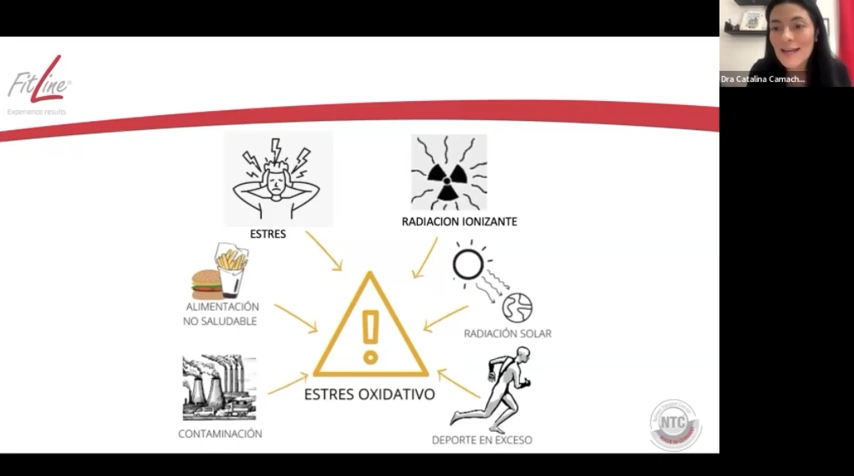 Dra Catalina Camach...
FitLine®
Experience results
ESTRES
RADIACION IONIZANTE
ALIMENTACIÓN
NO SALUDABLE
RADIACIÓN SOLAR
ESTRES OXIDATIVO
CONTAMINACIÓN
DEPORTE EN EXCESO
NTC